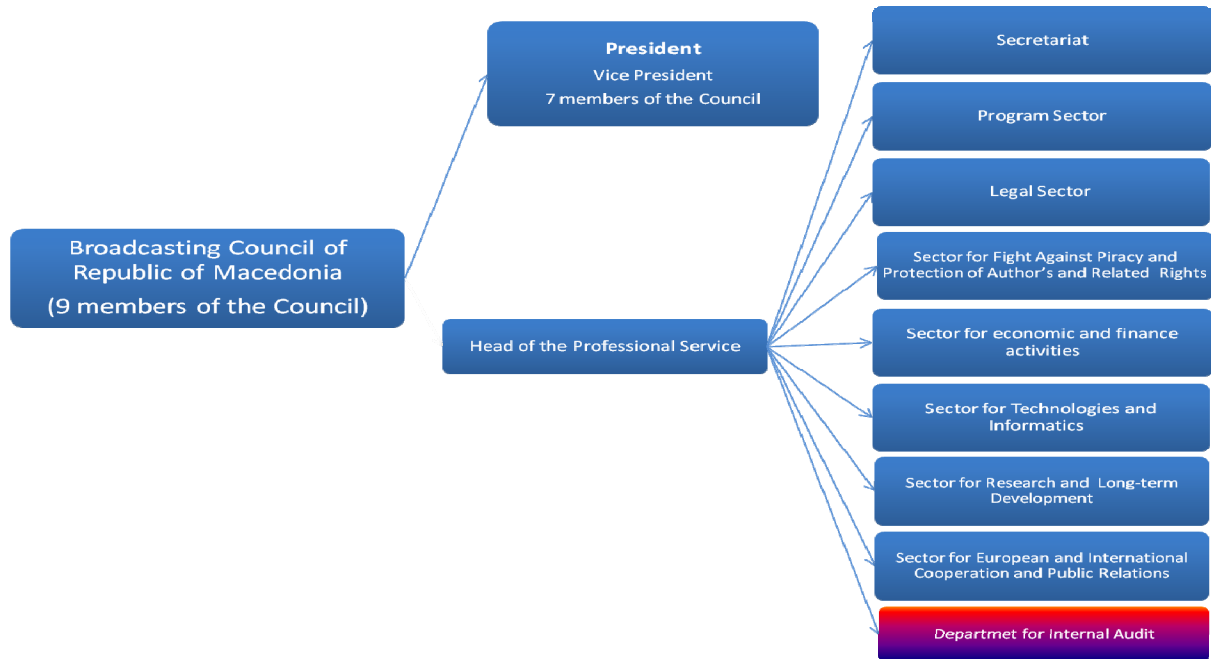 President
Vice President
7 members of the Council
Broadcasting Council of
Republic of Macedonia
(9 members of the Council)
Head of the Professional Service
Secretariat
Program Sector
Legal Sector
Sector for Fight Against Piracy and
Protection of Author's and Related Rights
Sector for economic and finance
activities
Sector for Technologies and
Informatics
Sector for Research and Long-term
Development
Sector for European and International
Cooperation and Public Relations
Departmet for Internal Audit